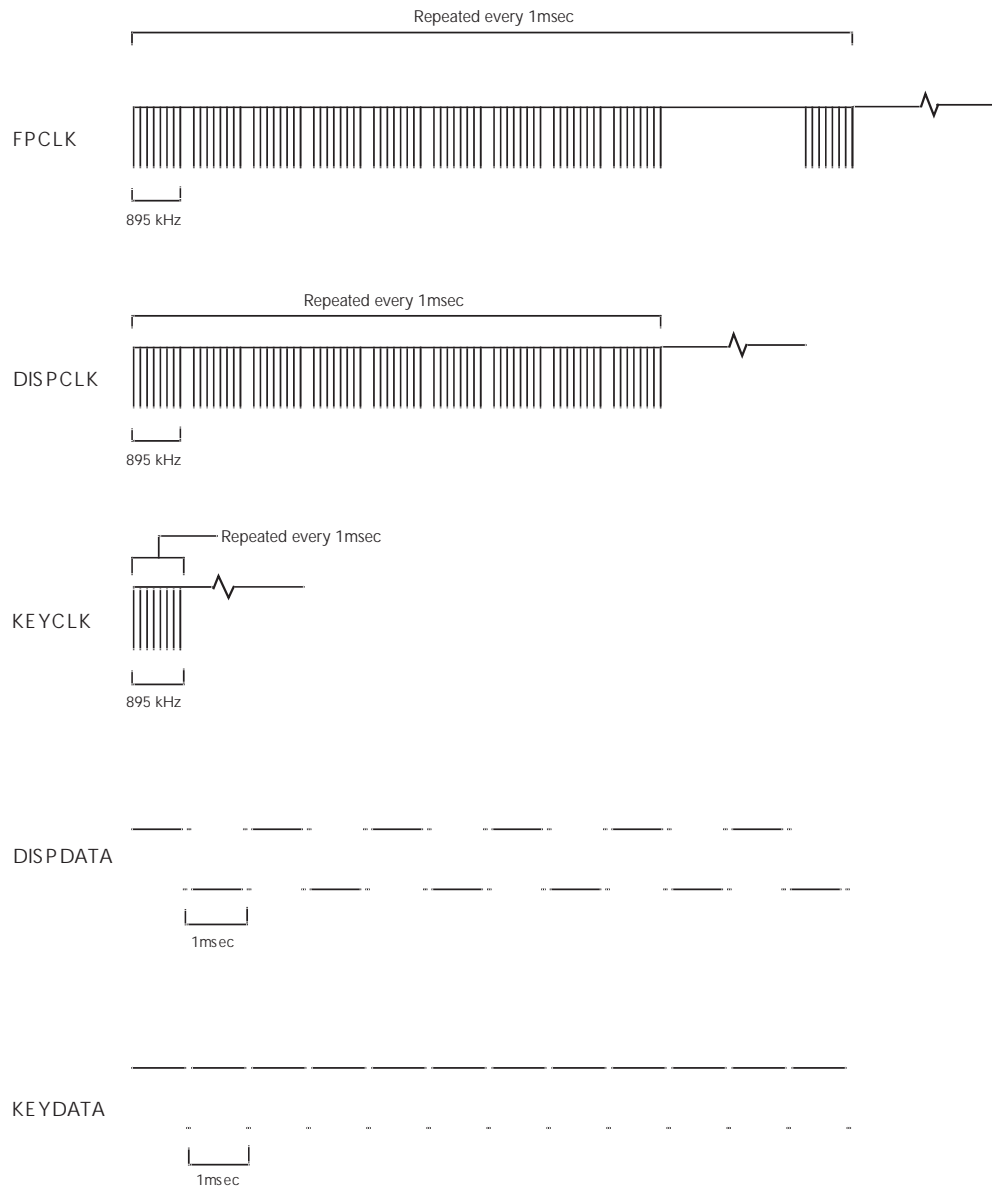 Repeated every 1msec
FPCLK
895 kHz
Repeated every 1msec
DISPCLK
895 kHz
Repeated every 1msec
KEYCLK
895 kHz
DISPDATA
1msec
KEYDATA
1msec